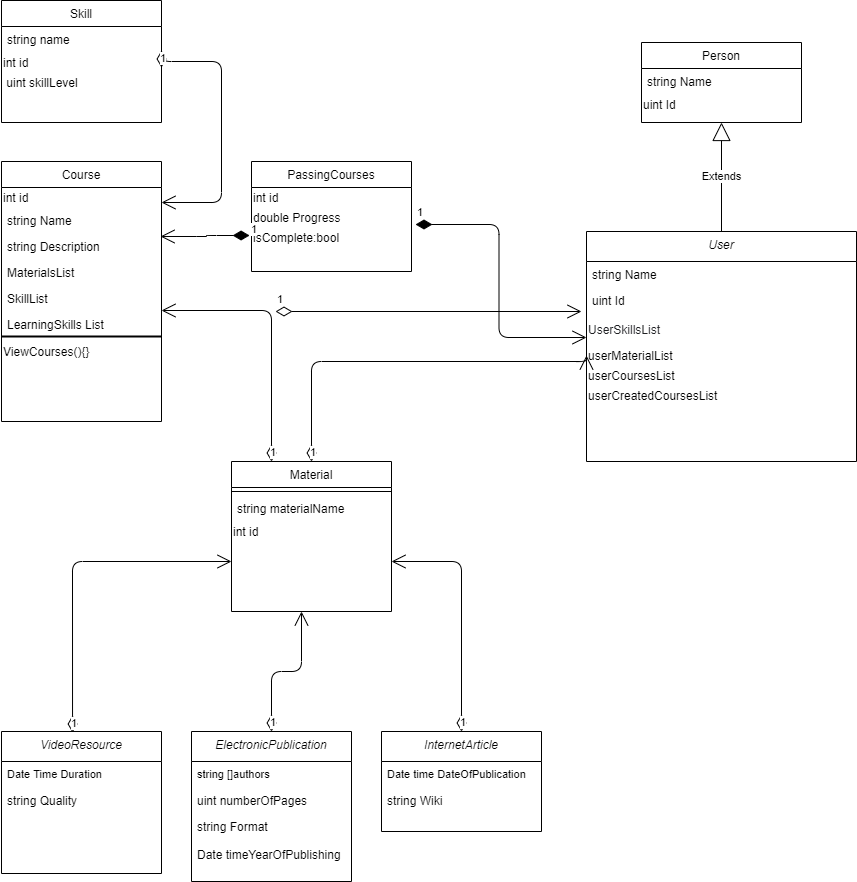 Skill
string name
int id
uint skillLevel
1
Person
string Name
uint Id
Extends
Course
int id
string Name
string Description
MaterialsList
SkillList
LearningSkills List
ViewCourses(){}
PassingCourses
int id
double Progress
isComplete:bool
1
1
1
User
string Name
uint Id
UserSkillsList
userMaterialList
userCoursesList
userCreatedCoursesList
1
1
Material
string materialName
int id
1
VideoResource
Date Time Duration
string Quality
1
ElectronicPublication
string []authors
uint numberOfPages
string Format
Date timeYearOfPublishing
1
InternetArticle
Date time DateOfPublication
string Wiki